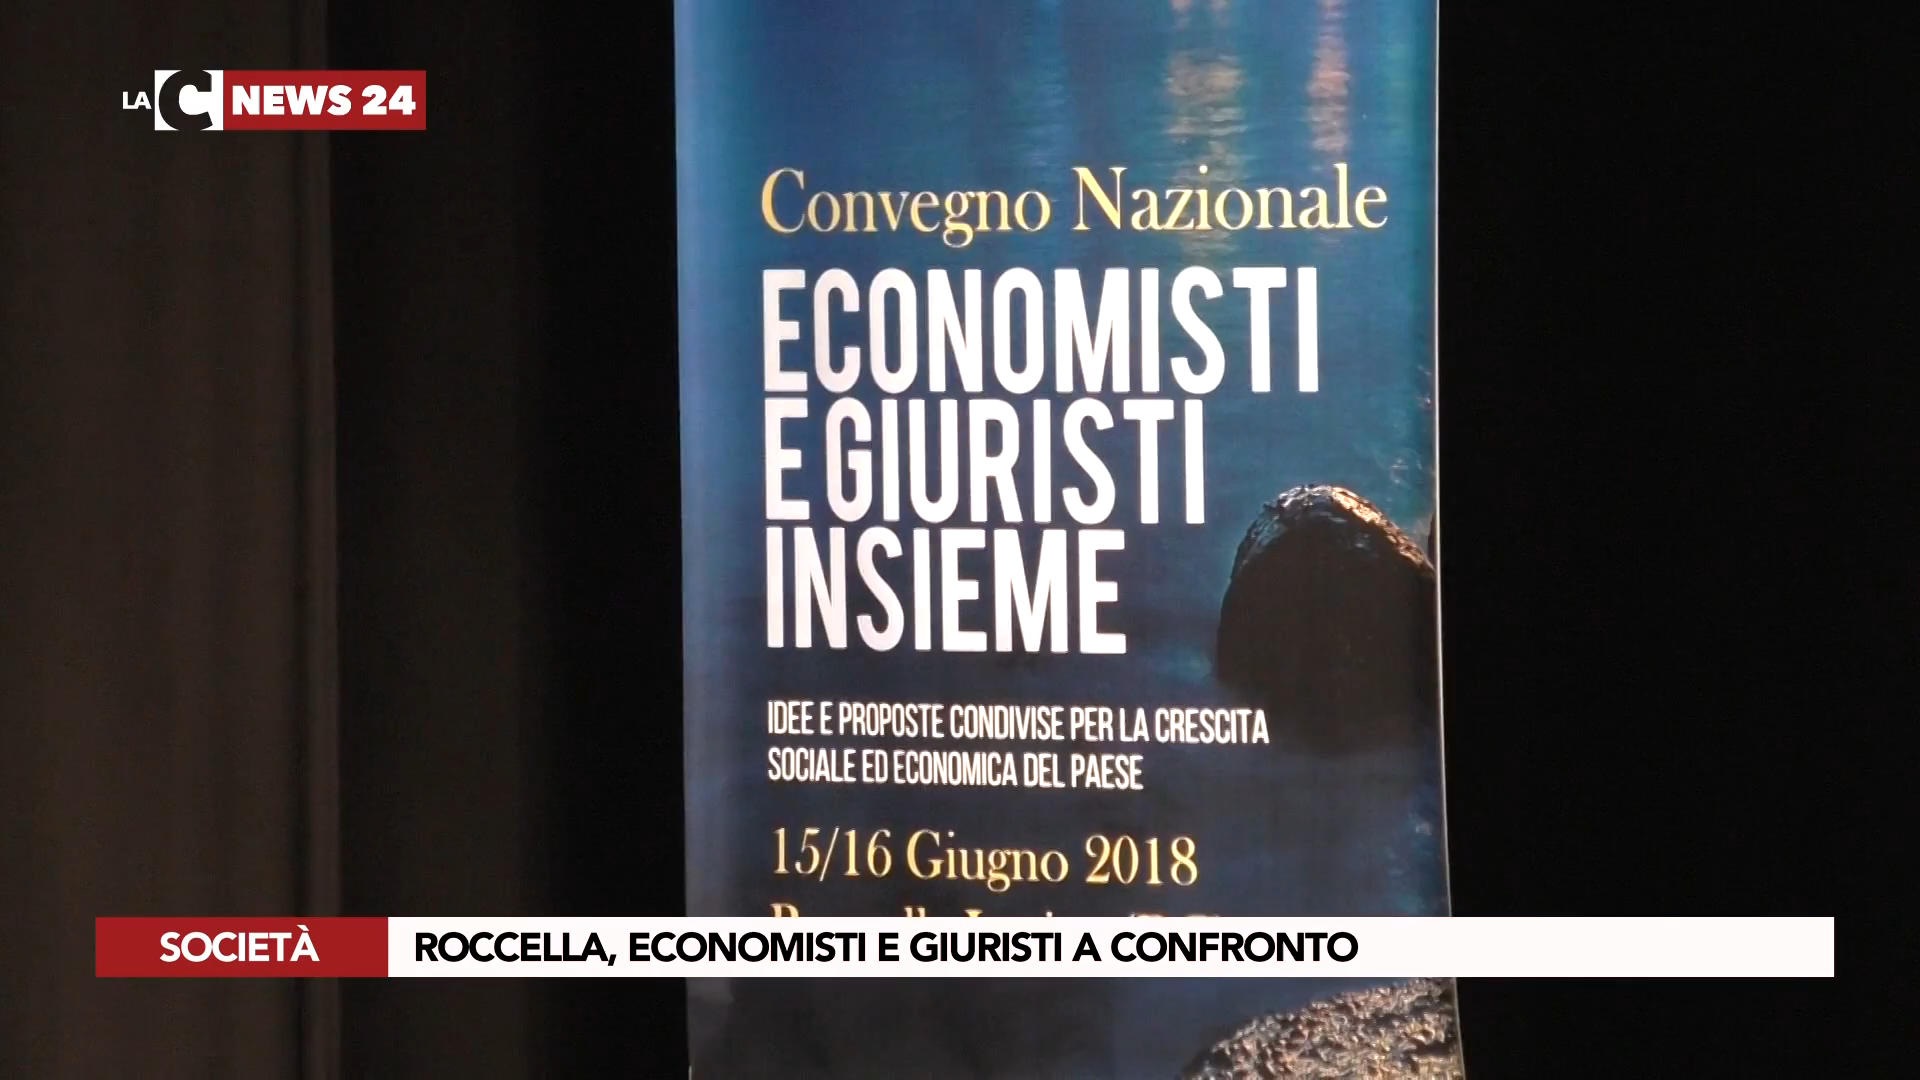 LA C NEWS 24
Convegno Nazionale
ECONOMISTI
E GIURISTI
INSIEME
IDEE E PROPOSTE CONDIVISE PER LA CRESCITA
SOCIALE ED ECONOMICA DEL PAESE
15/16 Giugno 2018
SOCIETÀ
ROCCELLA, ECONOMISTI E GIURISTI A CONFRONTO